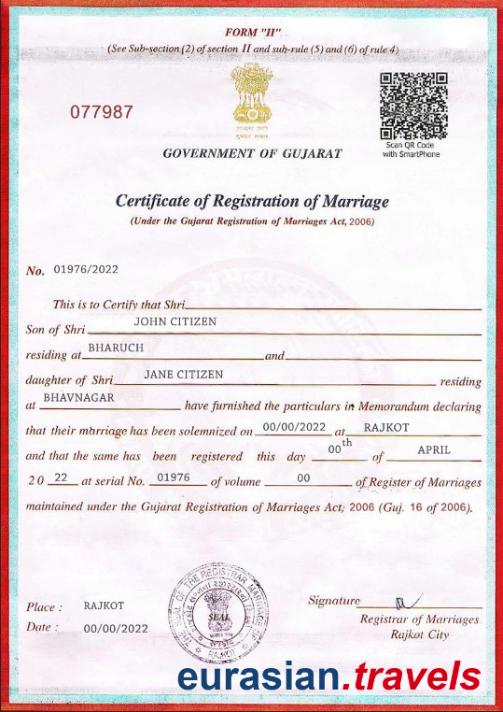 FORM "II"
(See Sub-section (2) of section II and sub-rule (5) and (6) of rule 4)
077987
Scan QR Code
with SmartPhone
GOVERNMENT OF GUJARAT
Certificate of Registration of Marriage
(Under the Gujarat Registration of Marriages Act, 2006)
No. 01976/2022
This is to Certify that Shri
Son of Shri JOHN CITIZEN
residing at BHARUCH and
daughter of Shri JANE CITIZEN residing
at BHAVNAGAR have furnished the particulars in Memorandum declaring
that their marriage has been solemnized on 00/00/2022 at RAJKOT
and that the same has been registered this day 00th of APRIL
20 22 at serial No. 01976 of volume 00 of Register of Marriages
maintained under the Gujarat Registration of Marriages Act, 2006 (Guj. 16 of 2006).
Place : RAJKOT
Date : 00/00/2022
THE SEAL OF THE REGISTRAR MARRIAGE OF
SEAL
RAJKOT
Signature
Registrar of Marriages
Rajkot City
eurasian.travels